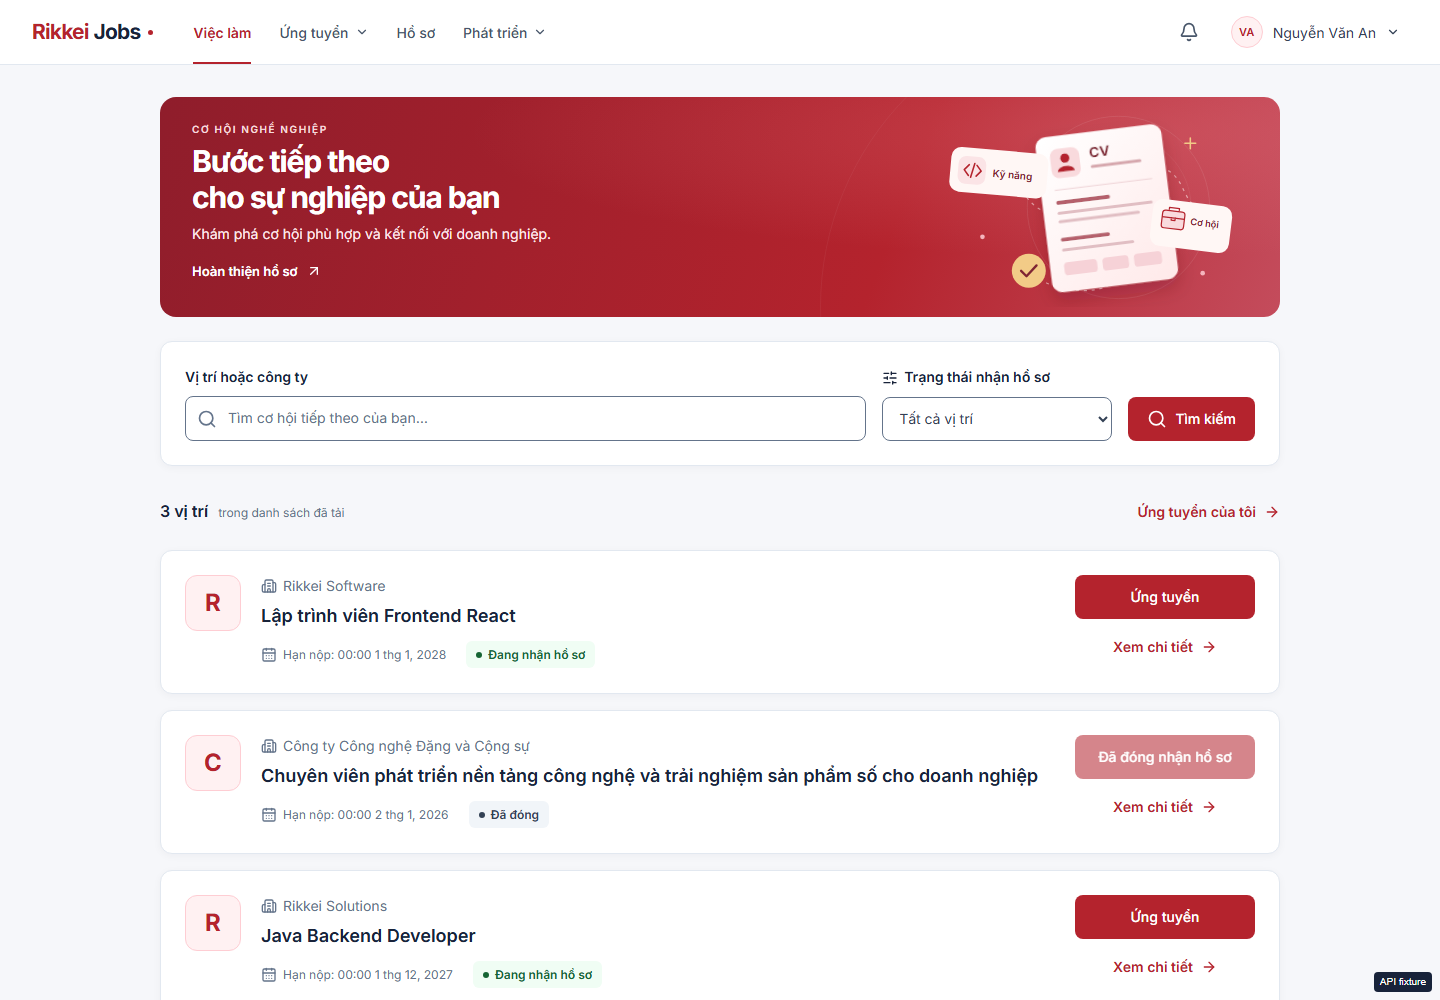 Rikkei Jobs
Việc làm
Ứng tuyển
Hồ sơ
Phát triển
VA
Nguyễn Văn An
CƠ HỘI NGHỀ NGHIỆP
Bước tiếp theo
cho sự nghiệp của bạn
Khám phá cơ hội phù hợp và kết nối với doanh nghiệp.
Hoàn thiện hồ sơ
Kỹ năng
CV
Cơ hội
Vị trí hoặc công ty
Tìm cơ hội tiếp theo của bạn...
Trạng thái nhận hồ sơ
Tất cả vị trí
Tìm kiếm
3 vị trí trong danh sách đã tải
Ứng tuyển của tôi
R
Rikkei Software
Lập trình viên Frontend React
Hạn nộp: 00:00 1 thg 1, 2028
Đang nhận hồ sơ
Ứng tuyển
Xem chi tiết
C
Công ty Công nghệ Đặng và Cộng sự
Chuyên viên phát triển nền tảng công nghệ và trải nghiệm sản phẩm số cho doanh nghiệp
Hạn nộp: 00:00 2 thg 1, 2026
Đã đóng
Đã đóng nhận hồ sơ
Xem chi tiết
R
Rikkei Solutions
Java Backend Developer
Hạn nộp: 00:00 1 thg 12, 2027
Đang nhận hồ sơ
Ứng tuyển
Xem chi tiết
API fixture